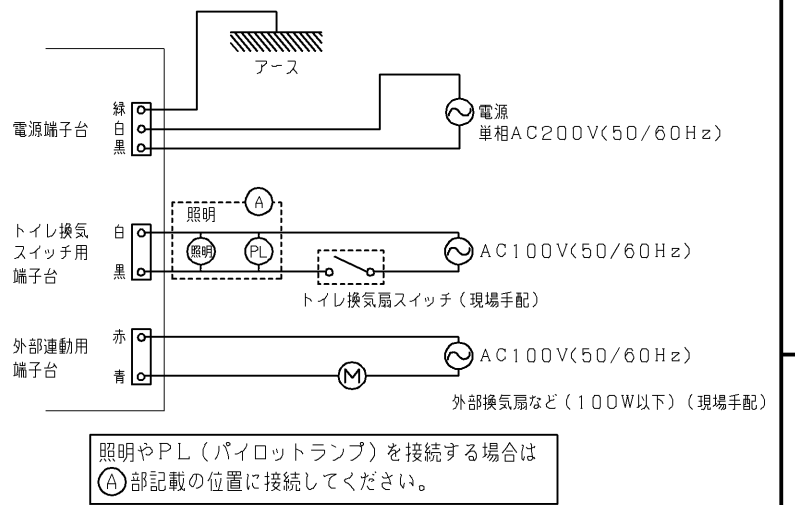 アース
電源端子台
緑
白
黒
電源
単相AC200V(50/60Hz)
トイレ換気
スイッチ用
端子台
白
黒
照明
A
照明
PL
AC100V(50/60Hz)
トイレ換気扇スイッチ(現場手配)
外部連動用
端子台
赤
青
M
AC100V(50/60Hz)
外部換気扇など(100W以下)(現場手配)
照明やPL(パイロットランプ)を接続する場合は
Ⓐ部記載の位置に接続してください。